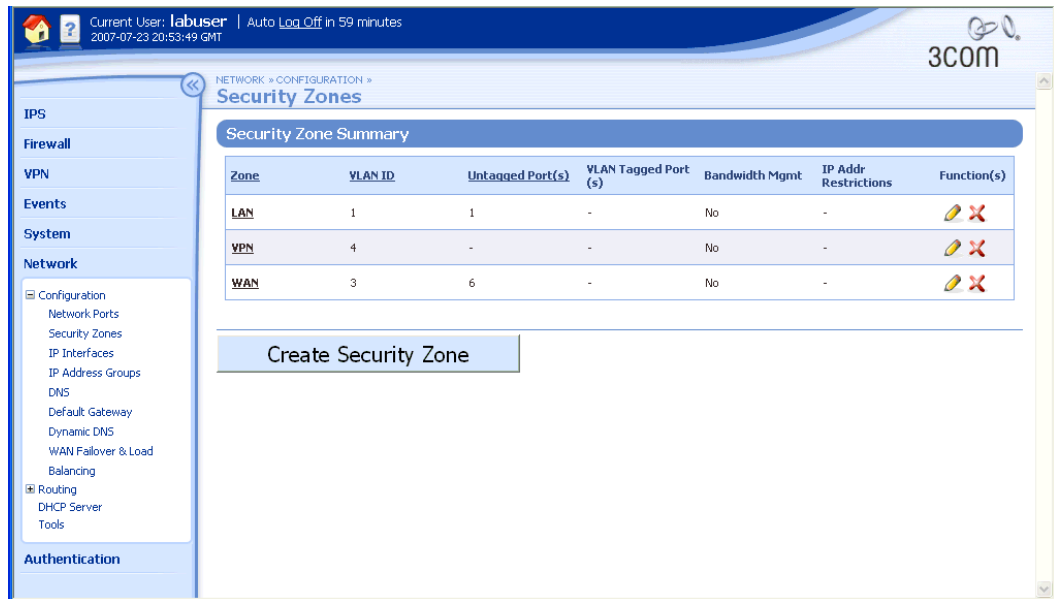 Current User: labuser | Auto Log Off in 59 minutes
2007-07-23 20:53:49 GMT
3COM
NETWORK » CONFIGURATION »
Security Zones
IPS
Firewall
VPN
Events
System
Network
Configuration
Network Ports
Security Zones
IP Interfaces
IP Address Groups
DNS
Default Gateway
Dynamic DNS
WAN Failover & Load
Balancing
Routing
DHCP Server
Tools
Authentication
Security Zone Summary
Zone VLAN ID Untagged Port(s) VLAN Tagged Port (s) Bandwidth Mgmt IP Addr Restrictions Function(s)
LAN 1 1 - No -
VPN 4 - - No -
WAN 3 6 - No -
Create Security Zone